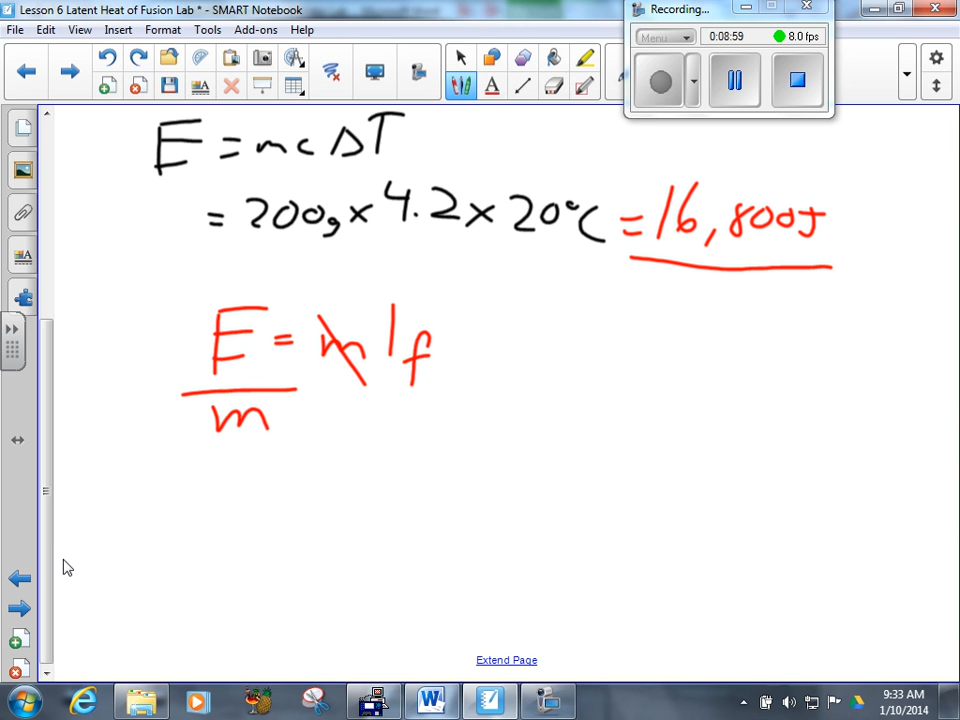 Lesson 6 Latent Heat of Fusion Lab * - SMART Notebook
Recording...
File Edit View Insert Format Tools Add-ons Help
Menu 0:08:59 8.0 fps
E = mcΔT
= 200g × 4.2 × 20°C = 16,800J
E = m lf
m
Extend Page
9:33 AM
1/10/2014